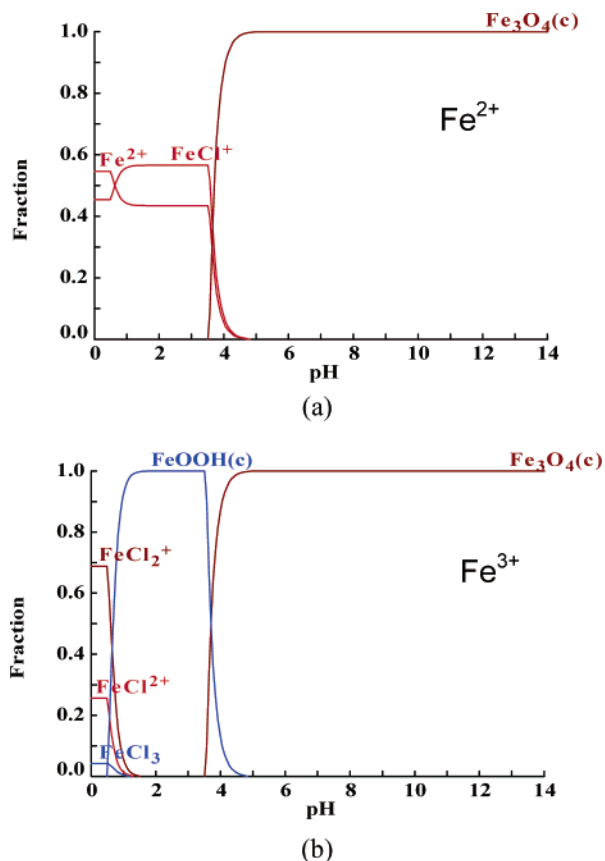 Fe₃O₄(c)
1.0
0.8
Fe²⁺
0.6
Fe²⁺ FeCl⁺
0.4
0.2
0.0
Fraction
0 2 4 6 8 10 12 14
pH
(a)
FeOOH(c) Fe₃O₄(c)
1.0
0.8
FeCl₂⁺
Fe³⁺
0.6
0.4
FeCl²⁺
0.2
FeCl₃
0.0
Fraction
0 2 4 6 8 10 12 14
pH
(b)